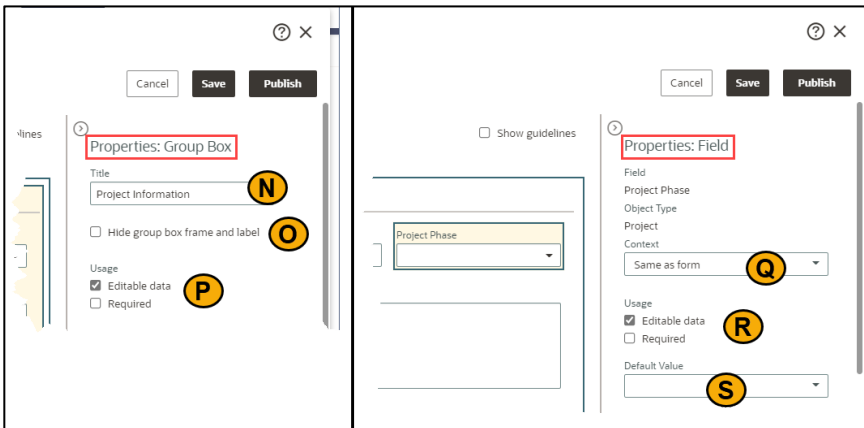 Cancel Save Publish
Properties: Group Box
Title
Project Information N
Hide group box frame and label O
Usage
Editable data
P
Required
Cancel Save Publish
Show guidelines
Properties: Field
Field
Project Phase
Object Type
Project
Context
Same as form Q
Project Phase
Usage
Editable data
R
Required
Default Value
S